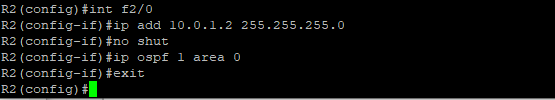 R2(config)#int f2/0
R2(config-if)#ip add 10.0.1.2 255.255.255.0
R2(config-if)#no shut
R2(config-if)#ip ospf 1 area 0
R2(config-if)#exit
R2(config)#